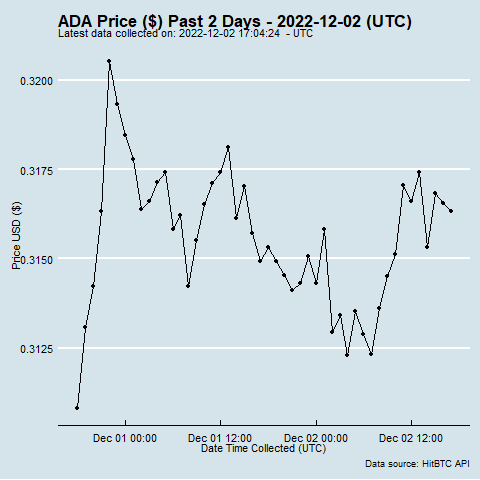 ADA Price ($) Past 2 Days - 2022-12-02 (UTC)
Latest data collected on: 2022-12-02 17:04:24 - UTC
0.3200
0.3175
0.3150
0.3125
Price USD ($)
Dec 01 00:00 Dec 01 12:00 Dec 02 00:00 Dec 02 12:00
Date Time Collected (UTC)
Data source: HitBTC API